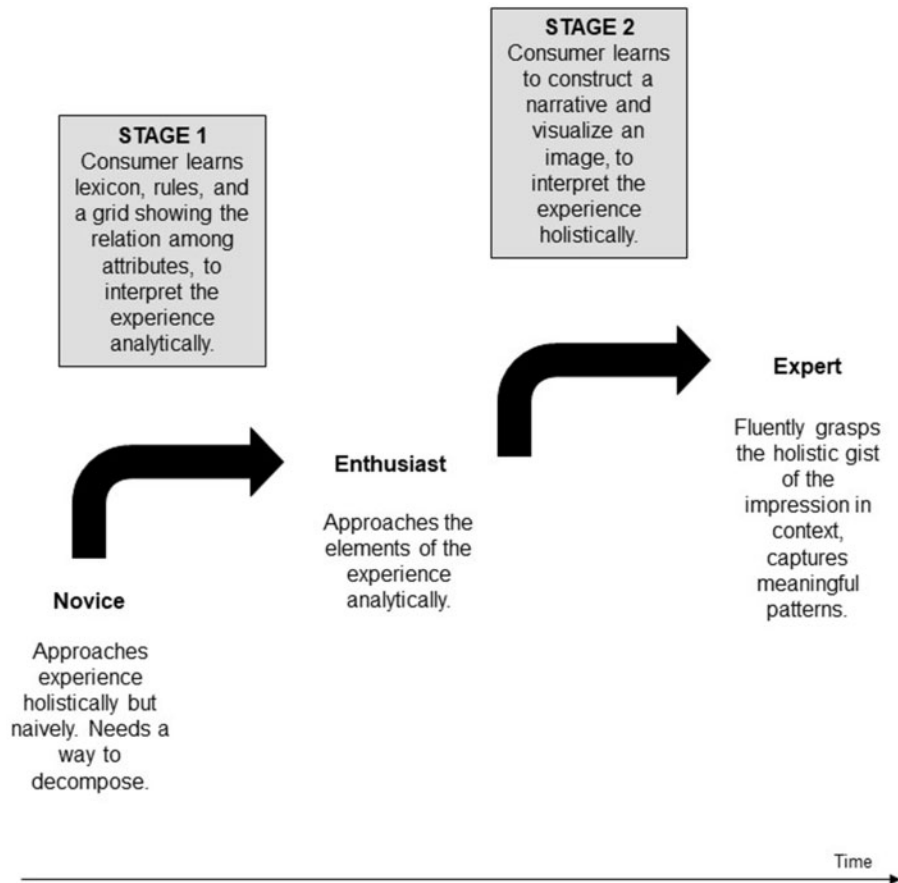 STAGE 1
Consumer learns
lexicon, rules, and
a grid showing the
relation among
attributes, to
interpret the
experience
analytically.
STAGE 2
Consumer learns
to construct a
narrative and
visualize an
image, to
interpret the
experience
holistically.
Novice
Approaches
experience
holistically but
naively. Needs a
way to
decompose.
Enthusiast
Approaches the
elements of the
experience
analytically.
Expert
Fluently grasps
the holistic gist
of the
impression in
context,
captures
meaningful
patterns.
Time